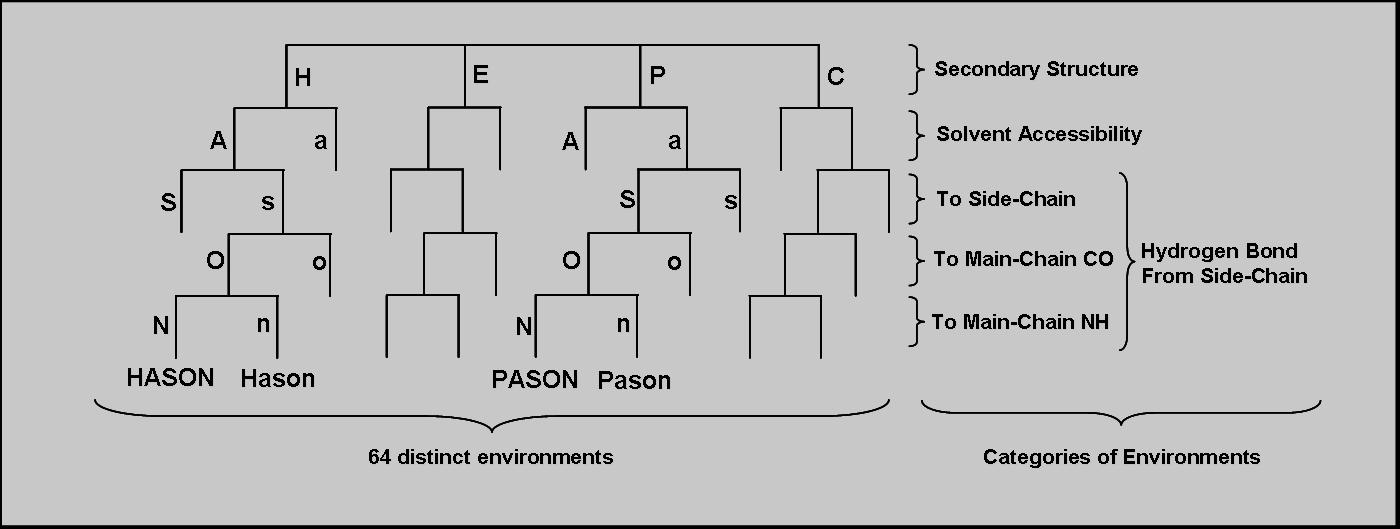 H E P C
Secondary Structure
A a A a
Solvent Accessibility
S s S s
To Side-Chain
O o O o
To Main-Chain CO
Hydrogen Bond
From Side-Chain
N n N n
To Main-Chain NH
HASON Hason PASON Pason
64 distinct environments
Categories of Environments